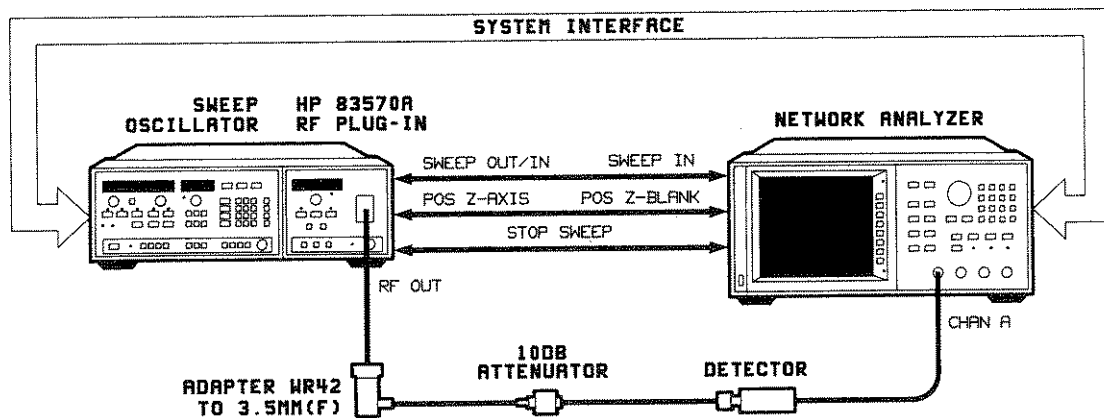 SYSTEM INTERFACE
SWEEP OSCILLATOR
HP 83570A RF PLUG-IN
NETWORK ANALYZER
SWEEP OUT/IN
SWEEP IN
POS Z-AXIS
POS Z-BLANK
STOP SWEEP
RF OUT
CHAN A
ADAPTER WR42
TO 3.5MM(F)
10DB
ATTENUATOR
DETECTOR